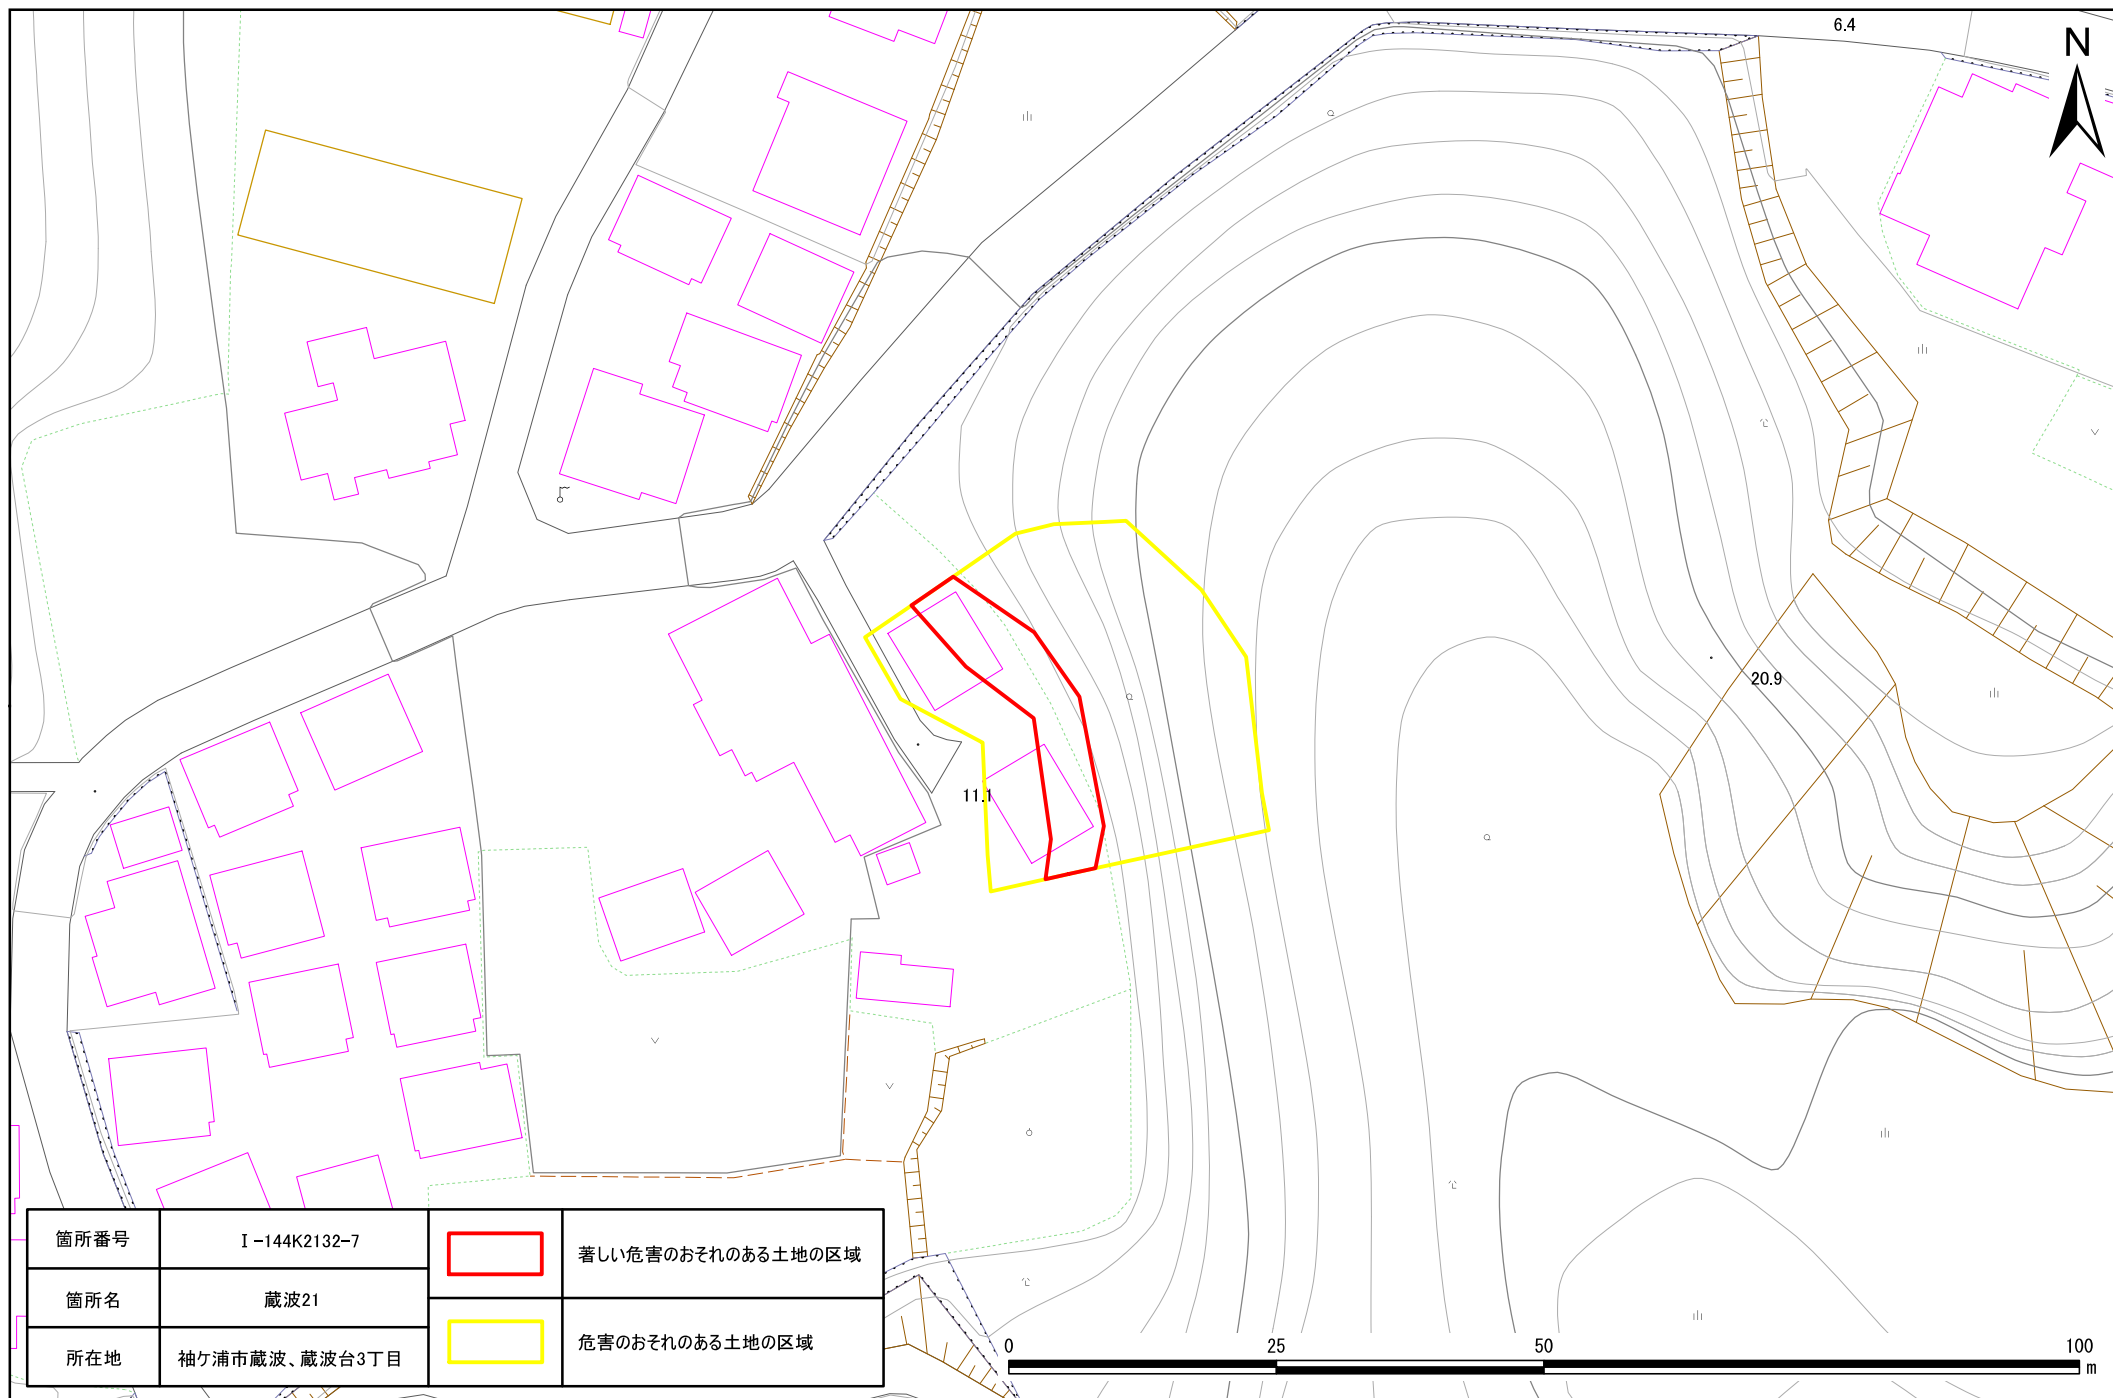 6.4
N
20.9
11.1
箇所番号
I-144K2132-7
著しい危害のおそれのある土地の区域
箇所名
蔵波21
危害のおそれのある土地の区域
所在地
袖ケ浦市蔵波、蔵波台3丁目
0 25 50 100
m